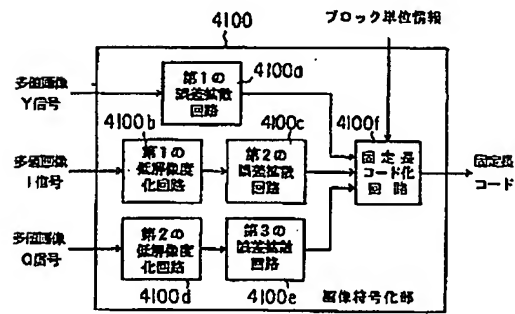 4100
ブロック単位情報
多値画像
Y信号
第1の
誤差拡散
回路
4100a
4100b
4100c
4100f
多値画像
I信号
第1の
低解像度
化回路
第2の
誤差拡散
回路
固定長
コード化
回路
固定長
コード
多値画像
Q信号
第2の
低解像度
化回路
第3の
誤差拡散
回路
4100d
4100e
画像符号化部